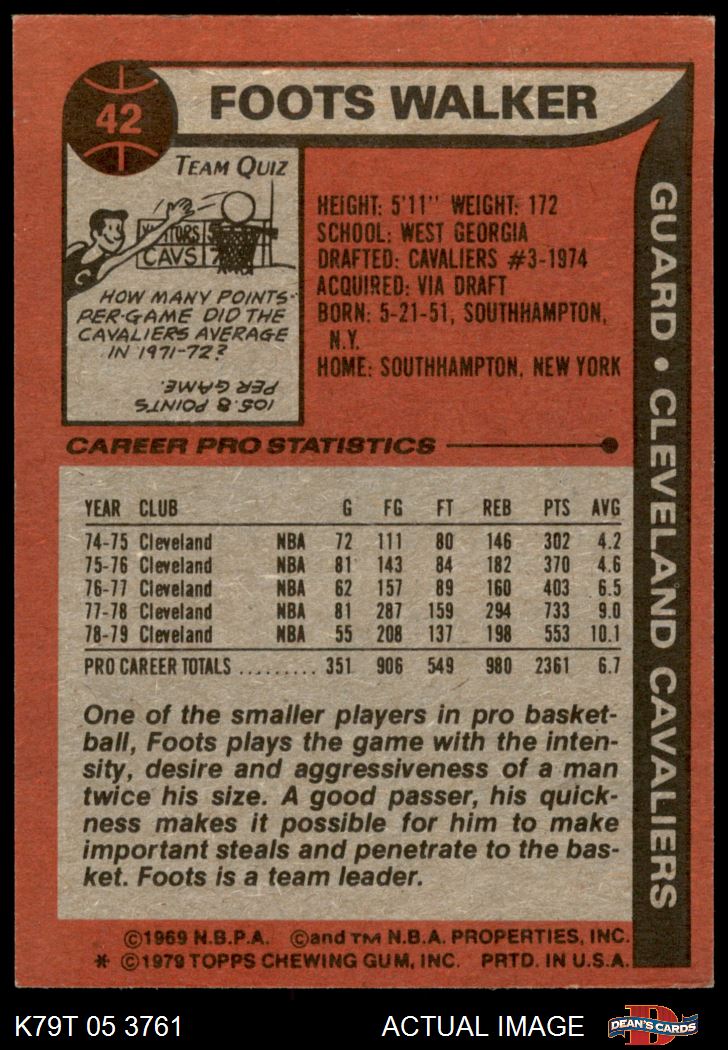 42
FOOTS WALKER
TEAM QUIZ
VISITORS 5
CAVS 7
HOW MANY POINTS-
PER-GAME DID THE
CAVALIERS AVERAGE
IN 1971-72?
105.8 POINTS
PER GAME.
HEIGHT: 5'11" WEIGHT: 172
SCHOOL: WEST GEORGIA
DRAFTED: CAVALIERS #3-1974
ACQUIRED: VIA DRAFT
BORN: 5-21-51, SOUTHHAMPTON,
N.Y.
HOME: SOUTHHAMPTON, NEW YORK
GUARD • CLEVELAND CAVALIERS
CAREER PRO STATISTICS
YEAR CLUB G FG FT REB PTS AVG
74-75 Cleveland NBA 72 111 80 146 302 4.2
75-76 Cleveland NBA 81 143 84 182 370 4.6
76-77 Cleveland NBA 62 157 89 160 403 6.5
77-78 Cleveland NBA 81 287 159 294 733 9.0
78-79 Cleveland NBA 55 208 137 198 553 10.1
PRO CAREER TOTALS ......... 351 906 549 980 2361 6.7
One of the smaller players in pro basket-
ball, Foots plays the game with the inten-
sity, desire and aggressiveness of a man
twice his size. A good passer, his quick-
ness makes it possible for him to make
important steals and penetrate to the bas-
ket. Foots is a team leader.
©1969 N.B.P.A. ©and TM N.B.A. PROPERTIES, INC.
* ©1979 TOPPS CHEWING GUM, INC. PRTD. IN U.S.A.
K79T 05 3761
ACTUAL IMAGE
D
DEAN'S CARDS